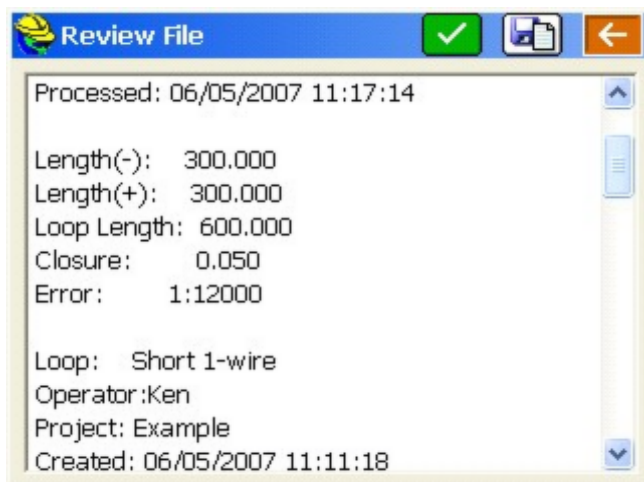 Review File
Processed: 06/05/2007 11:17:14
Length(-): 300.000
Length(+): 300.000
Loop Length: 600.000
Closure: 0.050
Error: 1:12000
Loop: Short 1-wire
Operator:Ken
Project: Example
Created: 06/05/2007 11:11:18